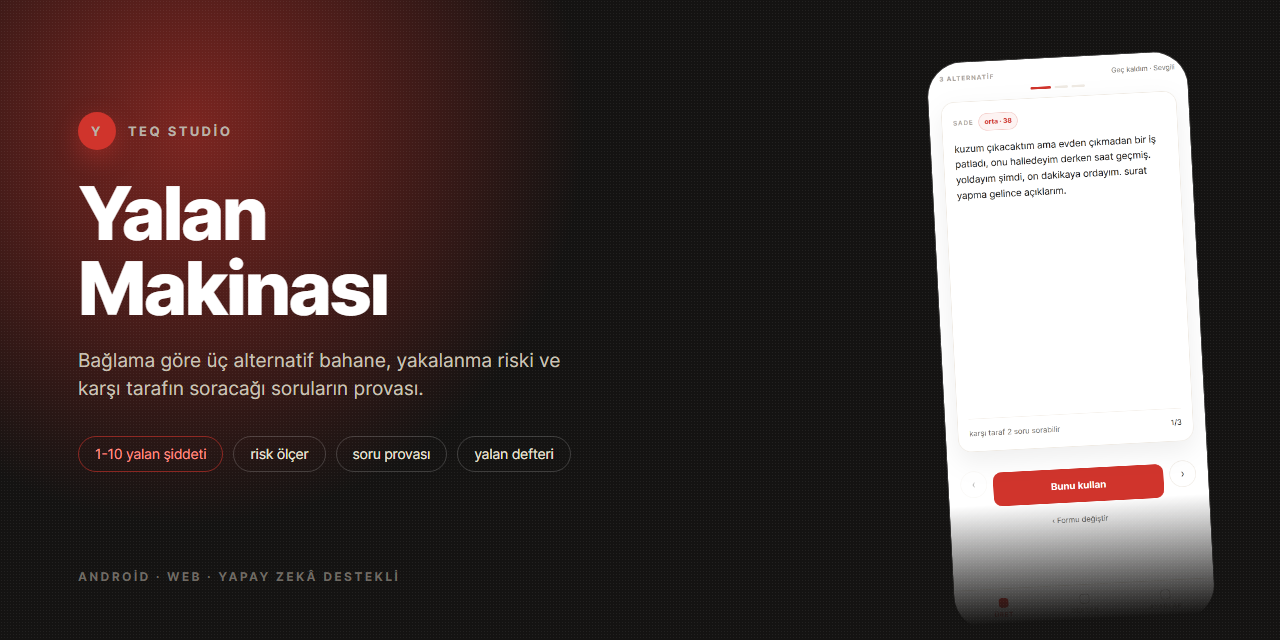 Y
TEQ STUDİO
Yalan
Makinası
Bağlama göre üç alternatif bahane, yakalanma riski ve
karşı tarafın soracağı soruların provası.
1-10 yalan şiddeti
risk ölçer
soru provası
yalan defteri
ANDROİD · WEB · YAPAY ZEKÂ DESTEKLİ
3 ALTERNATİF
Geç kaldım · Sevgili
SADE
orta · 38
kuzum çıkacaktım ama evden çıkmadan bir iş
patladı, onu halledeyim derken saat geçmiş.
yoldayım şimdi, on dakikaya ordayım. surat
yapma gelince açıklarım.
karşı taraf 2 soru sorabilir
1/3
‹
Bunu kullan
›
‹ Formu değiştir